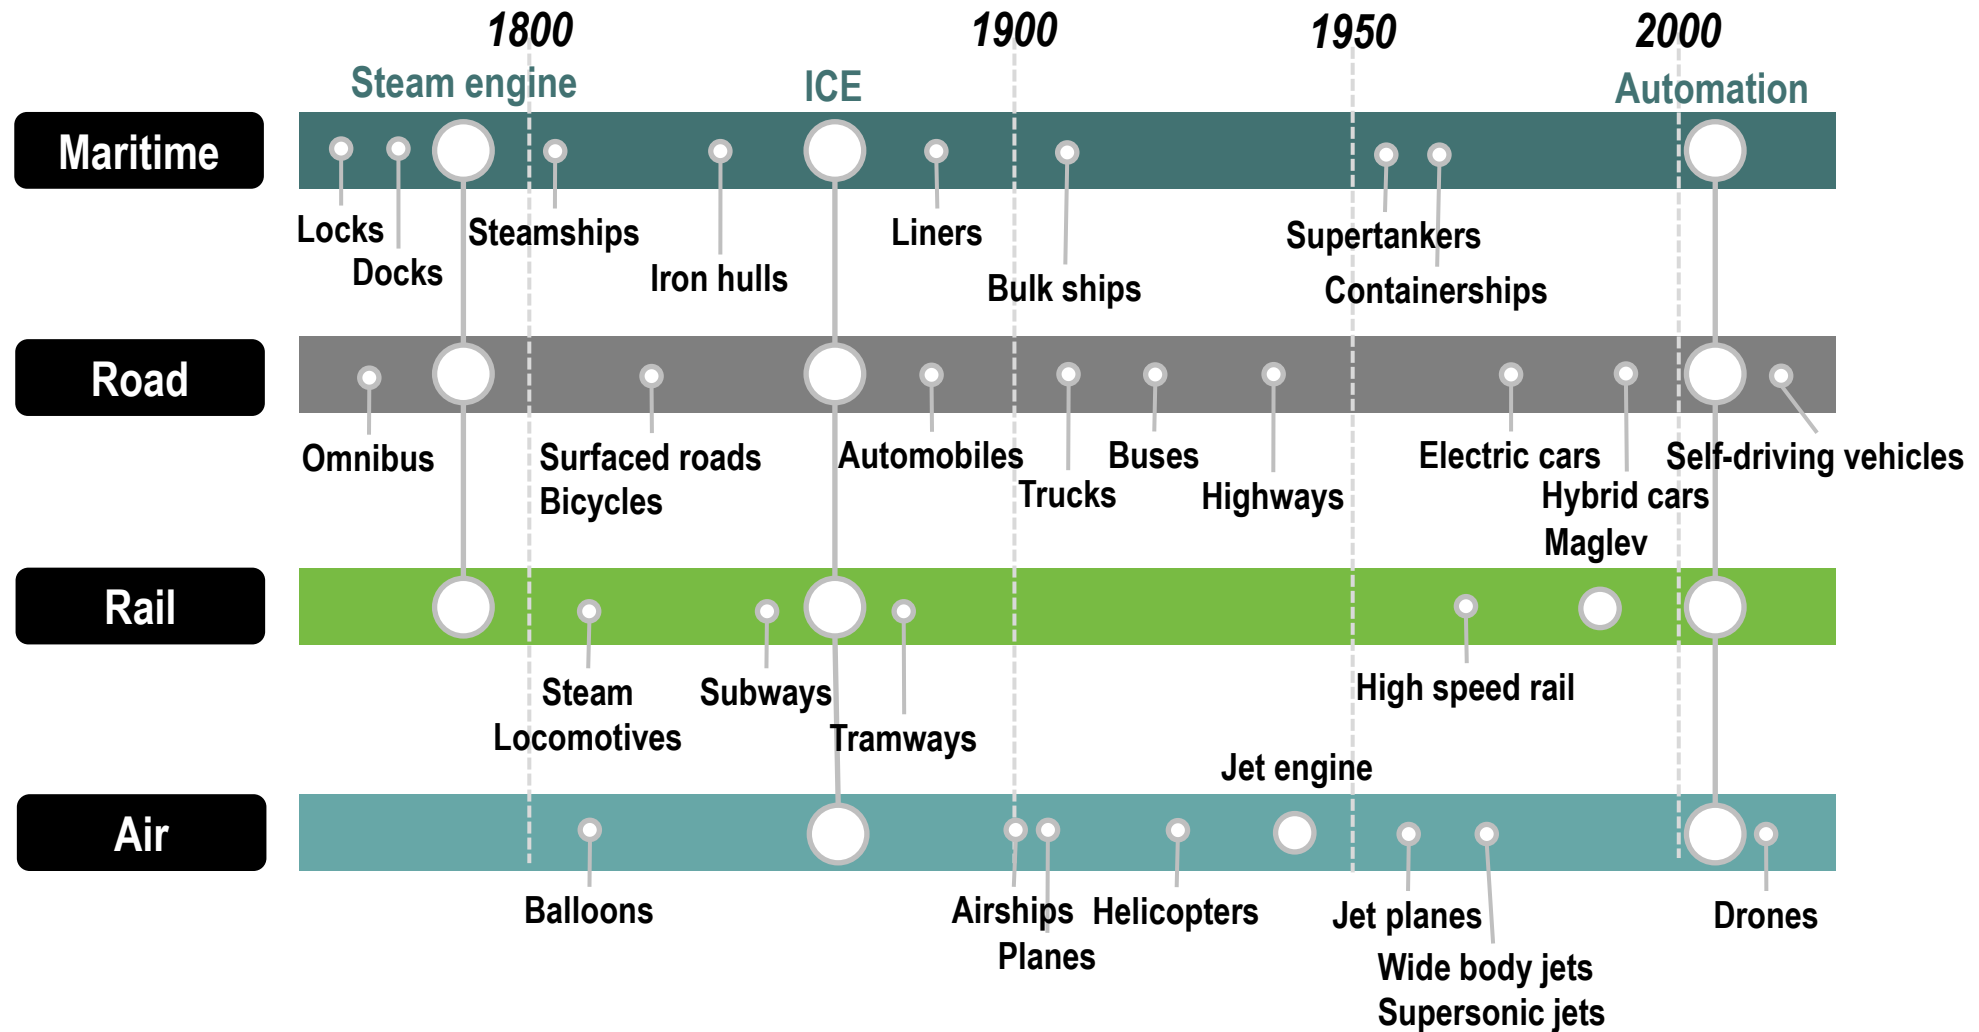 1800
1900
1950
2000
Steam engine
ICE
Automation
Maritime
Locks
Docks
Steamships
Iron hulls
Liners
Bulk ships
Supertankers
Containerships
Road
Omnibus
Surfaced roads
Bicycles
Automobiles
Trucks
Buses
Highways
Electric cars
Hybrid cars
Self-driving vehicles
Maglev
Rail
Steam
Locomotives
Subways
Tramways
High speed rail
Jet engine
Air
Balloons
Airships
Planes
Helicopters
Jet planes
Wide body jets
Supersonic jets
Drones